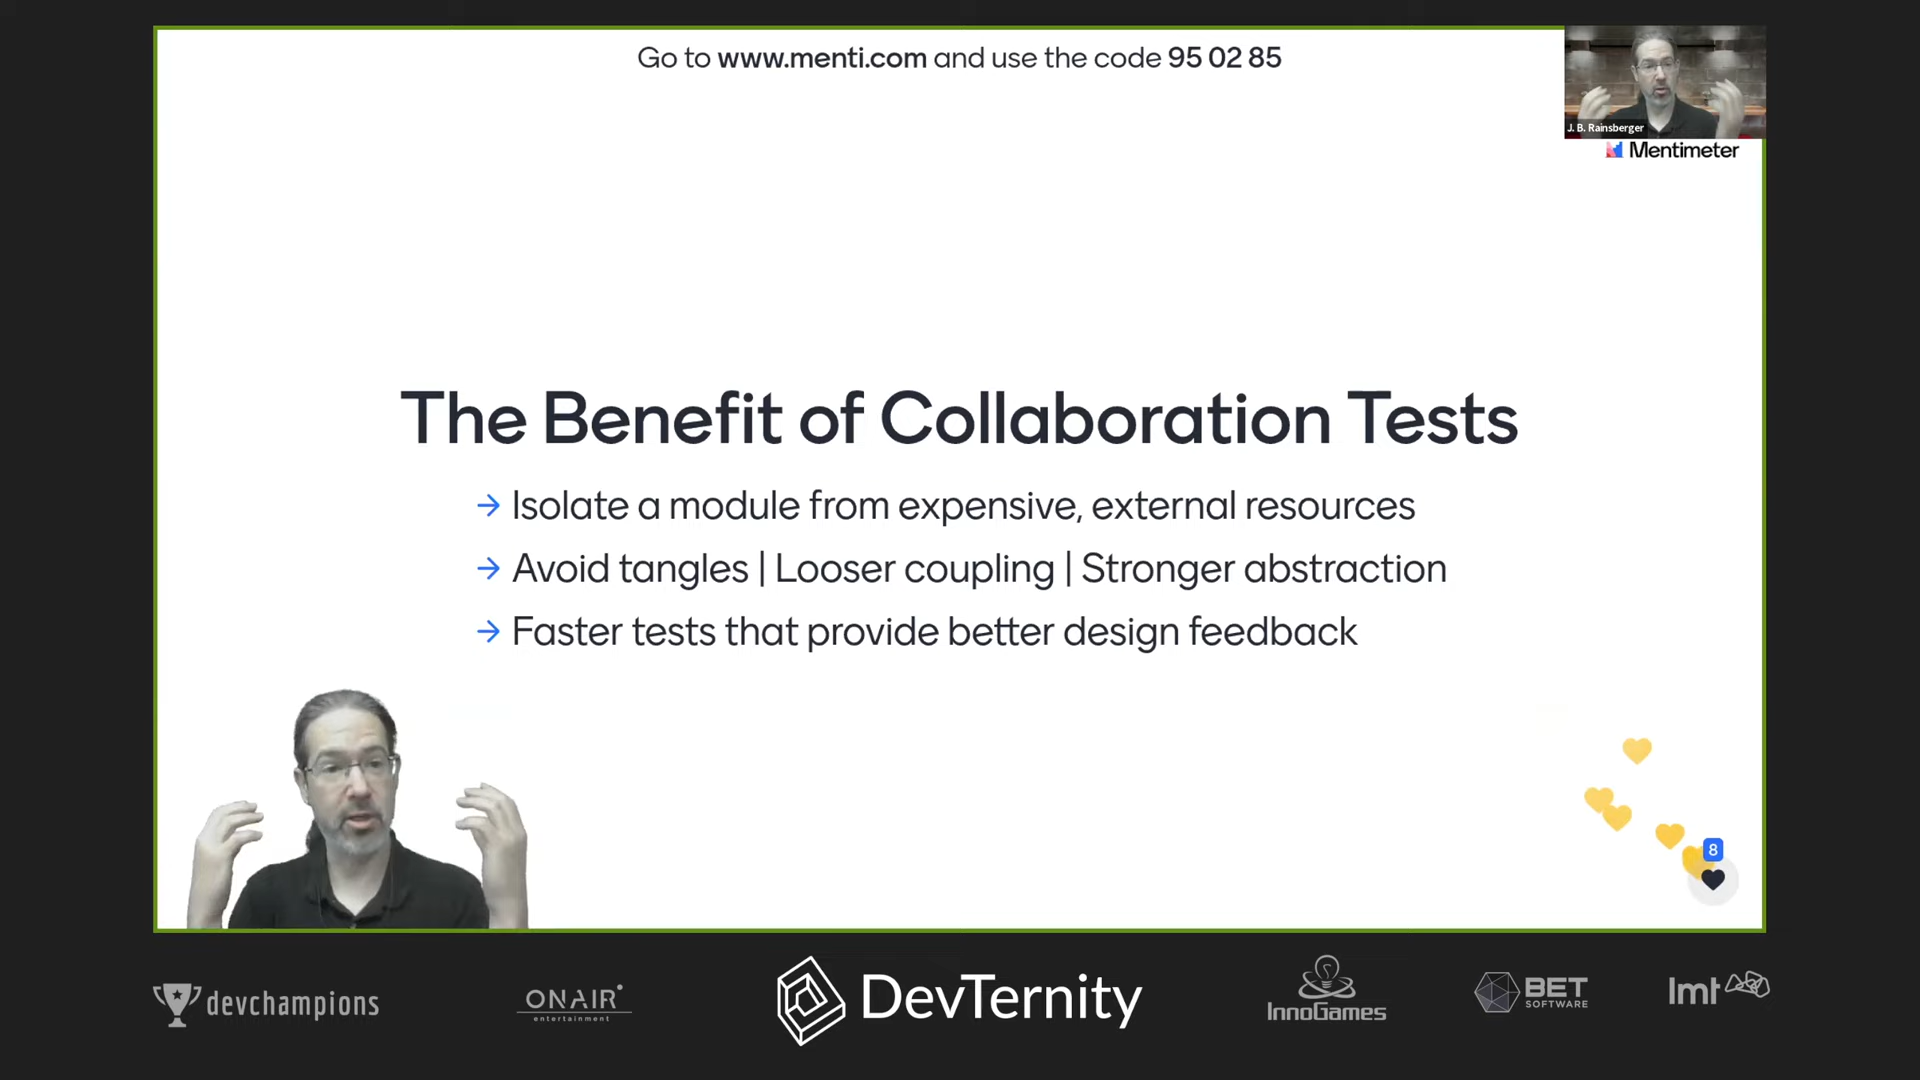 Go to www.menti.com and use the code 95 02 85
J. B. Rainsberger
Mentimeter
The Benefit of Collaboration Tests
→ Isolate a module from expensive, external resources
→ Avoid tangles | Looser coupling | Stronger abstraction
→ Faster tests that provide better design feedback
8
devchampions
ONAIR
entertainment
DevTernity
InnoGames
BET
SOFTWARE
lmt